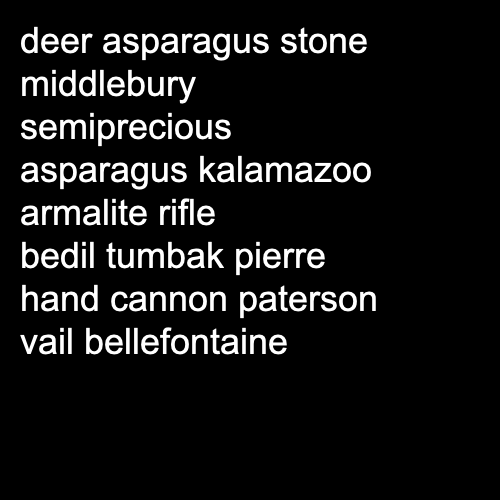 deer asparagus stone
middlebury
semiprecious
asparagus kalamazoo
armalite rifle
bedil tumbak pierre
hand cannon paterson
vail bellefontaine